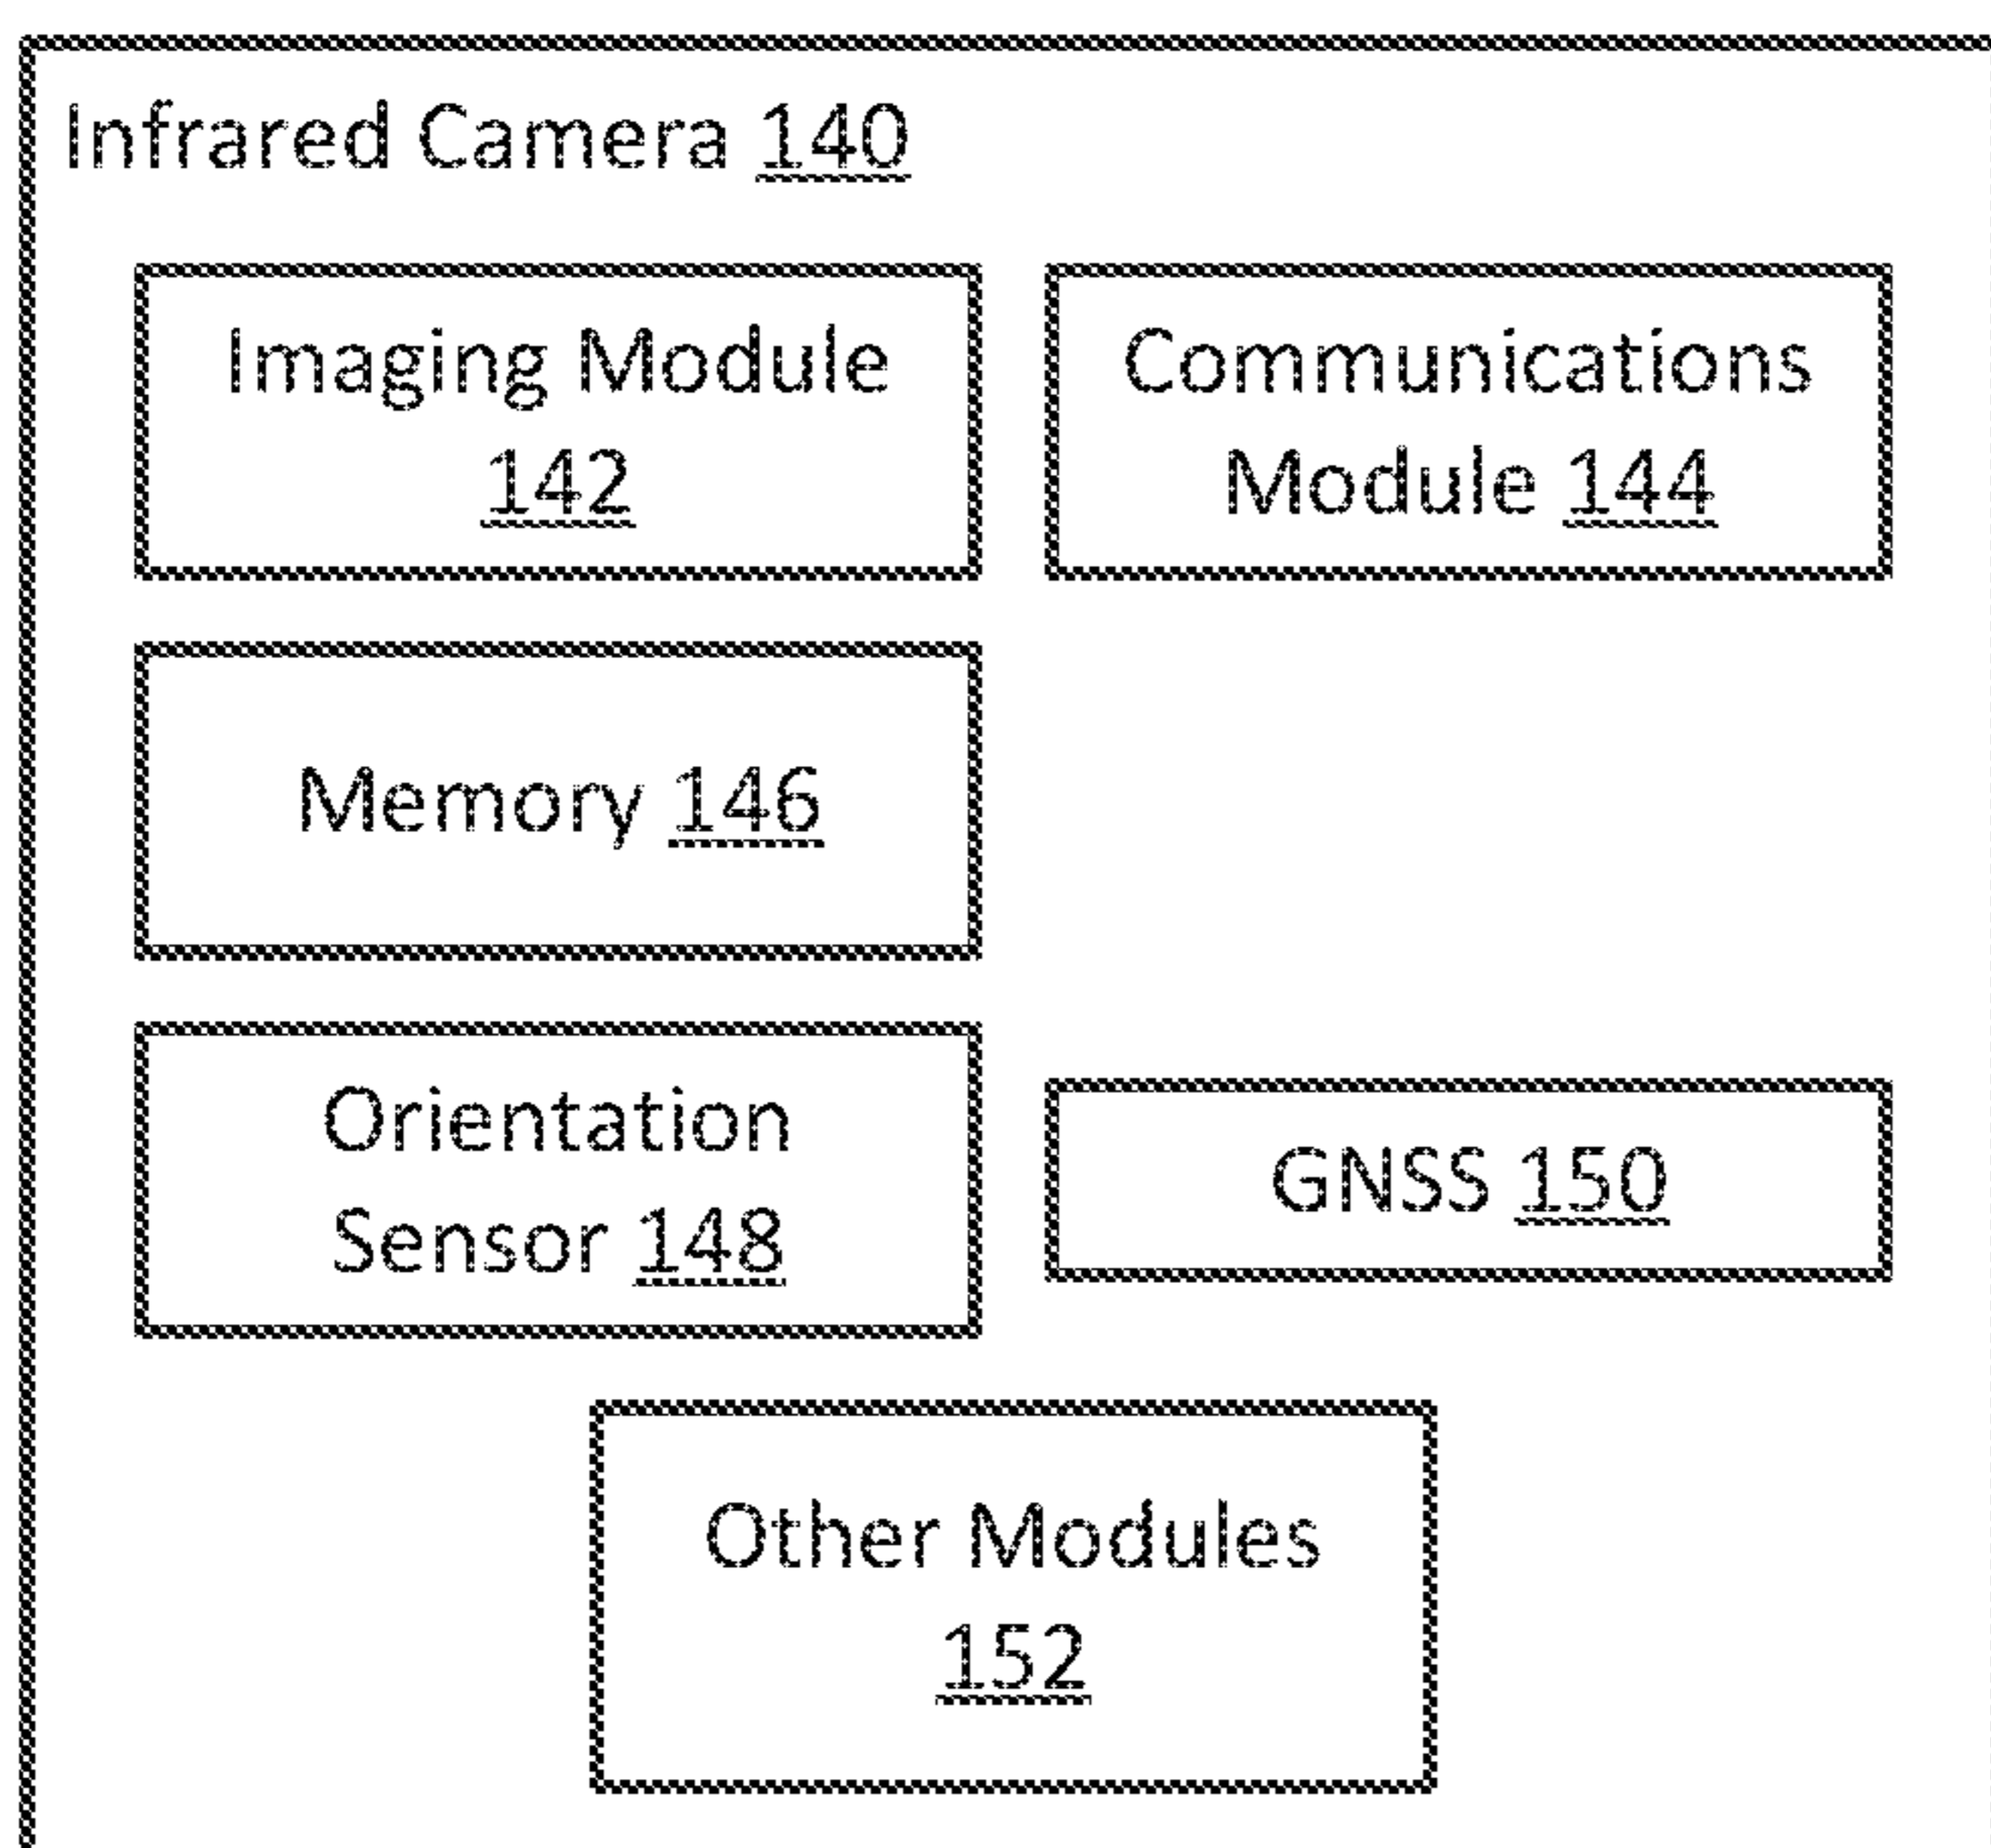 Infrared Camera 140
Imaging Module
142
Communications
Module 144
Memory 146
Orientation
Sensor 148
GNSS 150
Other Modules
152